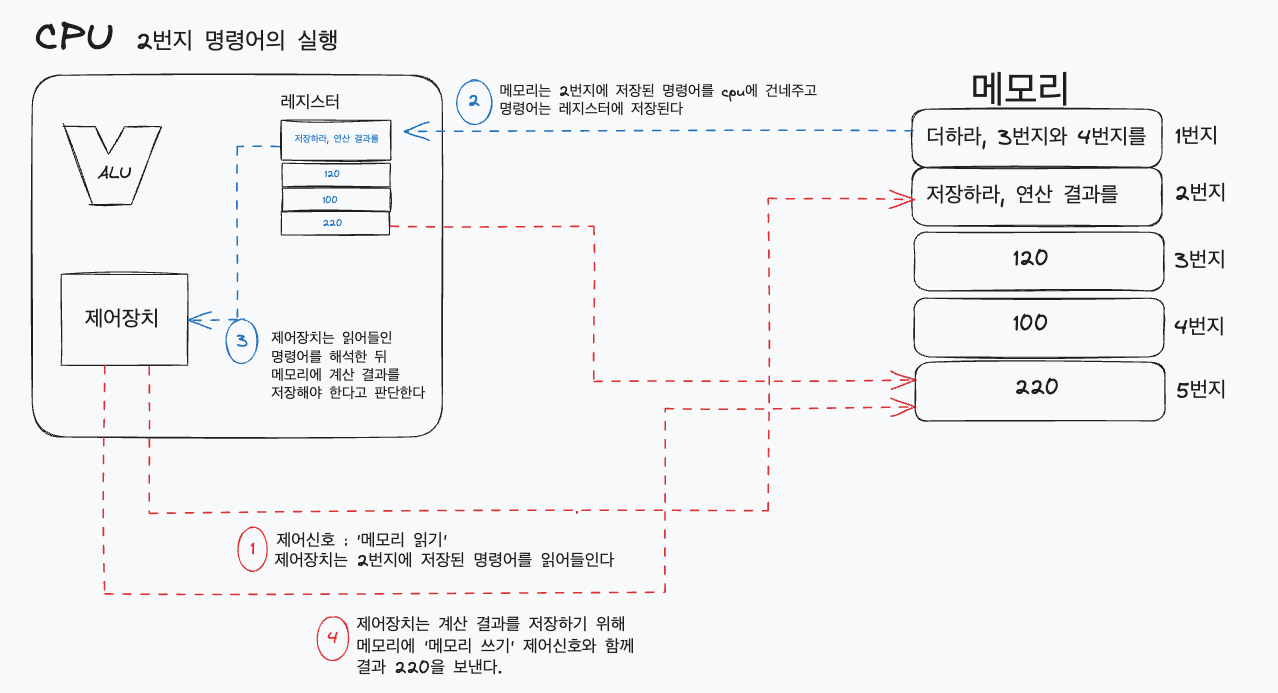 CPU 2번지 명령어의 실행
레지스터
저장하라, 연산 결과를
120
100
220
ALU
제어장치
2
메모리는 2번지에 저장된 명령어를 cpu에 건네주고
명령어는 레지스터에 저장된다
3
제어장치는 읽어들인
명령어를 해석한 뒤
메모리에 계산 결과를
저장해야 한다고 판단한다
메모리
더하라, 3번지와 4번지를 1번지
저장하라, 연산 결과를 2번지
120 3번지
100 4번지
220 5번지
1
제어신호 : '메모리 읽기'
제어장치는 2번지에 저장된 명령어를 읽어들인다
4
제어장치는 계산 결과를 저장하기 위해
메모리에 '메모리 쓰기' 제어신호와 함께
결과 220을 보낸다.